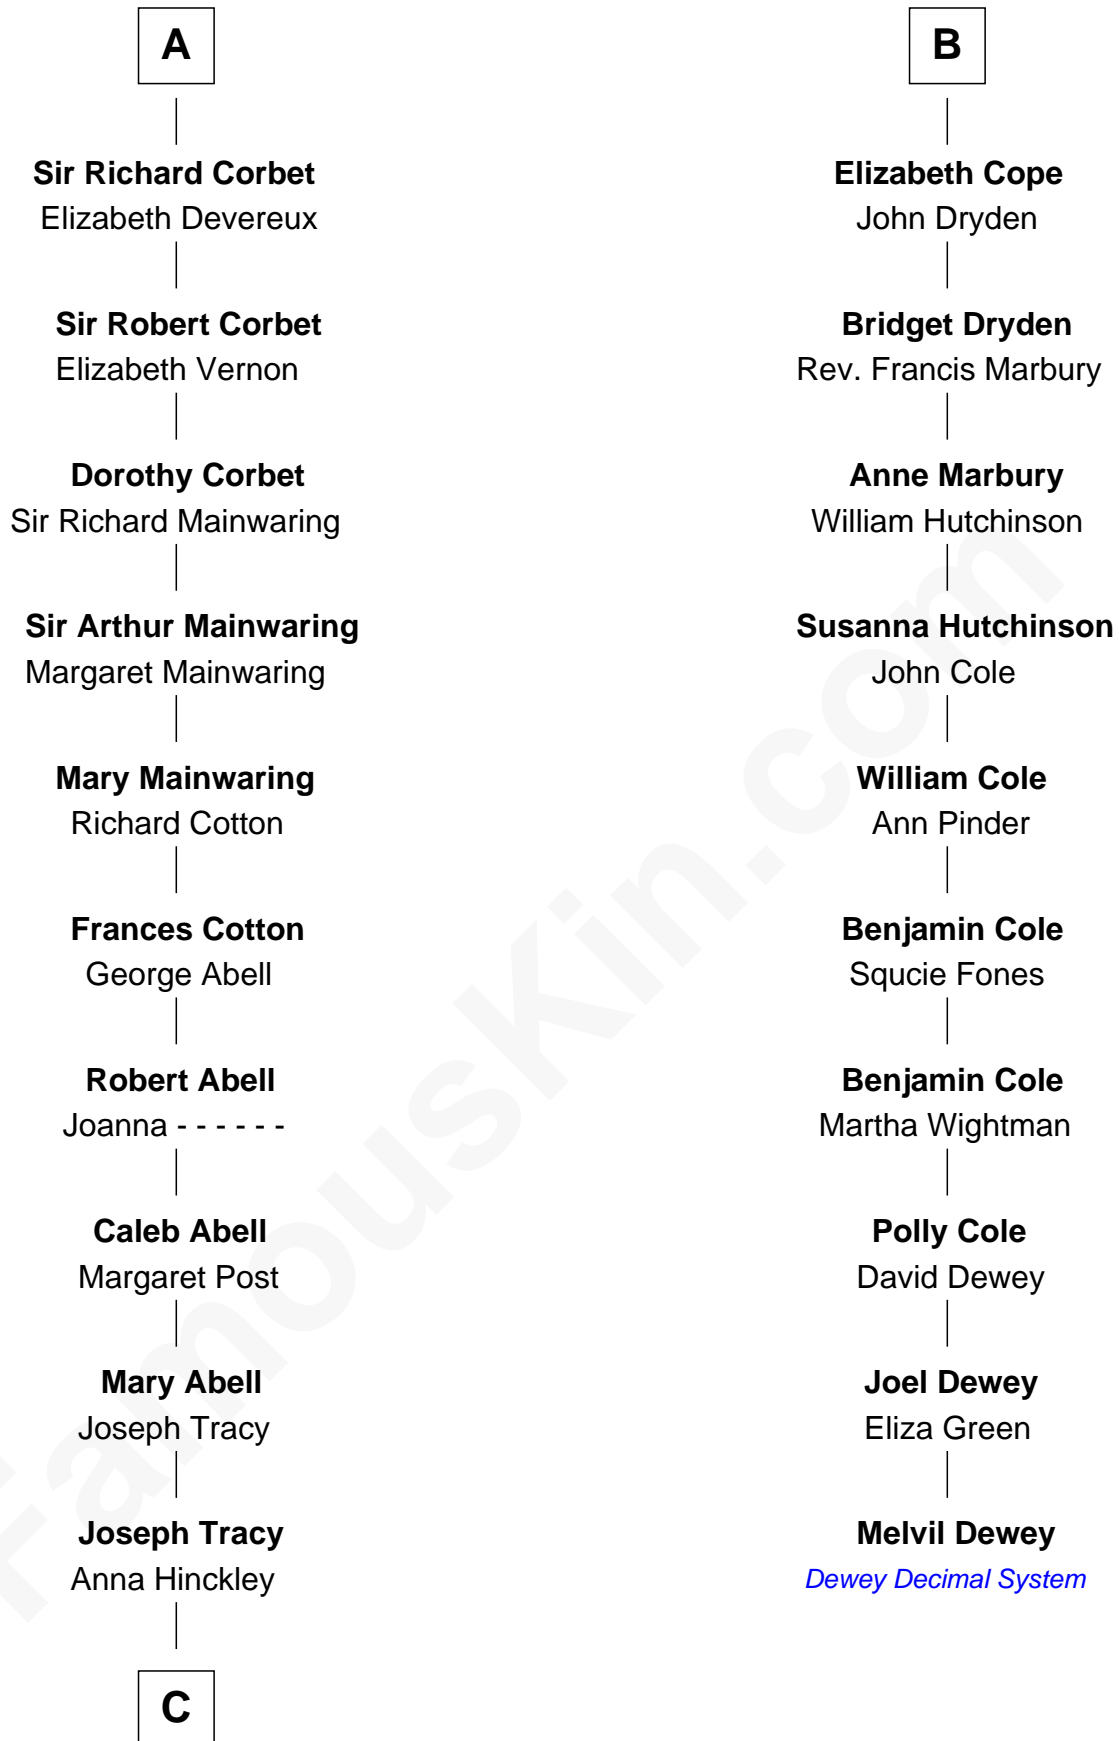 A
Sir Richard Corbet
Elizabeth Devereux
Sir Robert Corbet
Elizabeth Vernon
Dorothy Corbet
Sir Richard Mainwaring
Sir Arthur Mainwaring
Margaret Mainwaring
Mary Mainwaring
Richard Cotton
Frances Cotton
George Abell
Robert Abell
Joanna - - - - - -
Caleb Abell
Margaret Post
Mary Abell
Joseph Tracy
Joseph Tracy
Anna Hinckley
C
B
Elizabeth Cope
John Dryden
Bridget Dryden
Rev. Francis Marbury
Anne Marbury
William Hutchinson
Susanna Hutchinson
John Cole
William Cole
Ann Pinder
Benjamin Cole
Squcie Fones
Benjamin Cole
Martha Wightman
Polly Cole
David Dewey
Joel Dewey
Eliza Green
Melvil Dewey
Dewey Decimal System
FamousKin.com